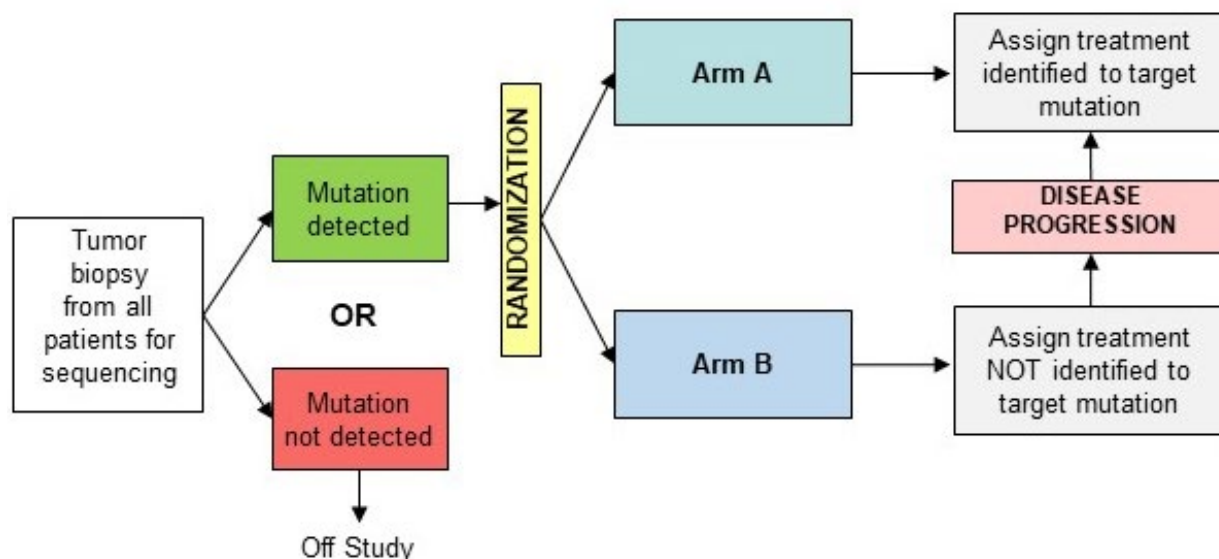 Tumor
biopsy
from all
patients for
sequencing
Mutation
detected
OR
Mutation
not detected
Off Study
RANDOMIZATION
Arm A
Arm B
Assign treatment
identified to target
mutation
DISEASE
PROGRESSION
Assign treatment
NOT identified to
target mutation